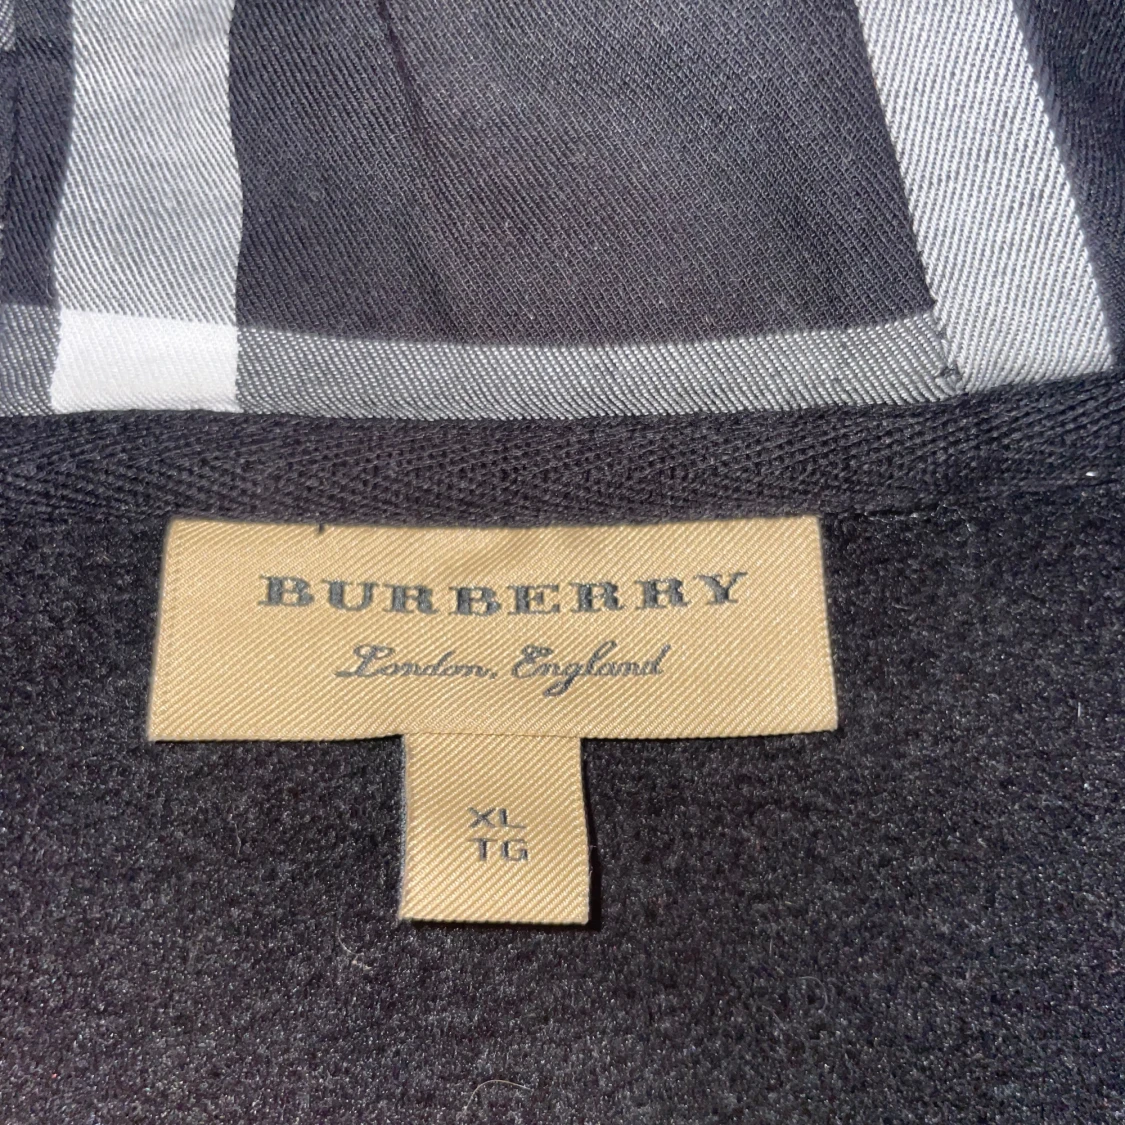 BURBERRY
London, England
XL
TG